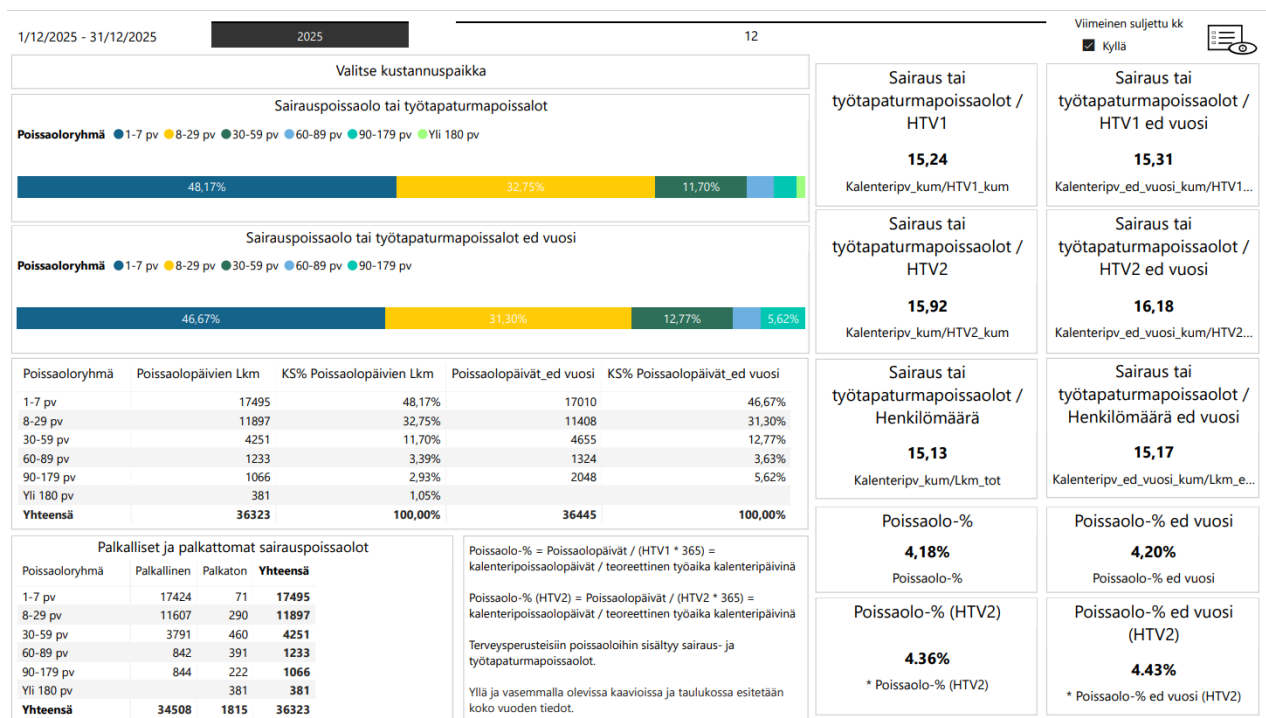 1/12/2025 - 31/12/2025
2025
12
Viimeinen suljettu kk
Kyllä
Valitse kustannuspaikka
Sairauspoissaolo tai työtapaturmapoissalot
Poissaoloryhmä 1-7 pv 8-29 pv 30-59 pv 60-89 pv 90-179 pv Yli 180 pv
48,17% 32,75% 11,70%
Sairauspoissaolo tai työtapaturmapoissalot ed vuosi
Poissaoloryhmä 1-7 pv 8-29 pv 30-59 pv 60-89 pv 90-179 pv
46,67% 31,30% 12,77% 5,62%
Poissaoloryhmä Poissaolopäivien Lkm KS% Poissaolopäivien Lkm Poissaolopäivät_ed vuosi KS% Poissaolopäivät_ed vuosi
1-7 pv 17495 48,17% 17010 46,67%
8-29 pv 11897 32,75% 11408 31,30%
30-59 pv 4251 11,70% 4655 12,77%
60-89 pv 1233 3,39% 1324 3,63%
90-179 pv 1066 2,93% 2048 5,62%
Yli 180 pv 381 1,05%
Yhteensä 36323 100,00% 36445 100,00%
Palkalliset ja palkattomat sairauspoissaolot
Poissaoloryhmä Palkallinen Palkaton Yhteensä
1-7 pv 17424 71 17495
8-29 pv 11607 290 11897
30-59 pv 3791 460 4251
60-89 pv 842 391 1233
90-179 pv 844 222 1066
Yli 180 pv 381 381
Yhteensä 34508 1815 36323
Poissaolo-% = Poissaolopäivät / (HTV1 * 365) =
kalenteripoissaolopäivät / teoreettinen työaika kalenteripäivinä
Poissaolo-% (HTV2) = Poissaolopäivät / (HTV2 * 365) =
kalenteripoissaolopäivät / teoreettinen työaika kalenteripäivinä
Terveysperusteisiin poissaoloihin sisältyy sairaus- ja
työtapaturmapoissaolot.
Yllä ja vasemmalla olevissa kaavioissa ja taulukossa esitetään
koko vuoden tiedot.
Sairaus tai
työtapaturmapoissaolot /
HTV1
15,24
Kalenteripv_kum/HTV1_kum
Sairaus tai
työtapaturmapoissaolot /
HTV1 ed vuosi
15,31
Kalenteripv_ed_vuosi_kum/HTV1...
Sairaus tai
työtapaturmapoissaolot /
HTV2
15,92
Kalenteripv_kum/HTV2_kum
Sairaus tai
työtapaturmapoissaolot /
HTV2 ed vuosi
16,18
Kalenteripv_ed_vuosi_kum/HTV2...
Sairaus tai
työtapaturmapoissaolot /
Henkilömäärä
15,13
Kalenteripv_kum/Lkm_tot
Sairaus tai
työtapaturmapoissaolot /
Henkilömäärä ed vuosi
15,17
Kalenteripv_ed_vuosi_kum/Lkm_e...
Poissaolo-%
4,18%
Poissaolo-%
Poissaolo-% ed vuosi
4,20%
Poissaolo-% ed vuosi
Poissaolo-% (HTV2)
4.36%
* Poissaolo-% (HTV2)
Poissaolo-% ed vuosi
(HTV2)
4.43%
* Poissaolo-% ed vuosi (HTV2)